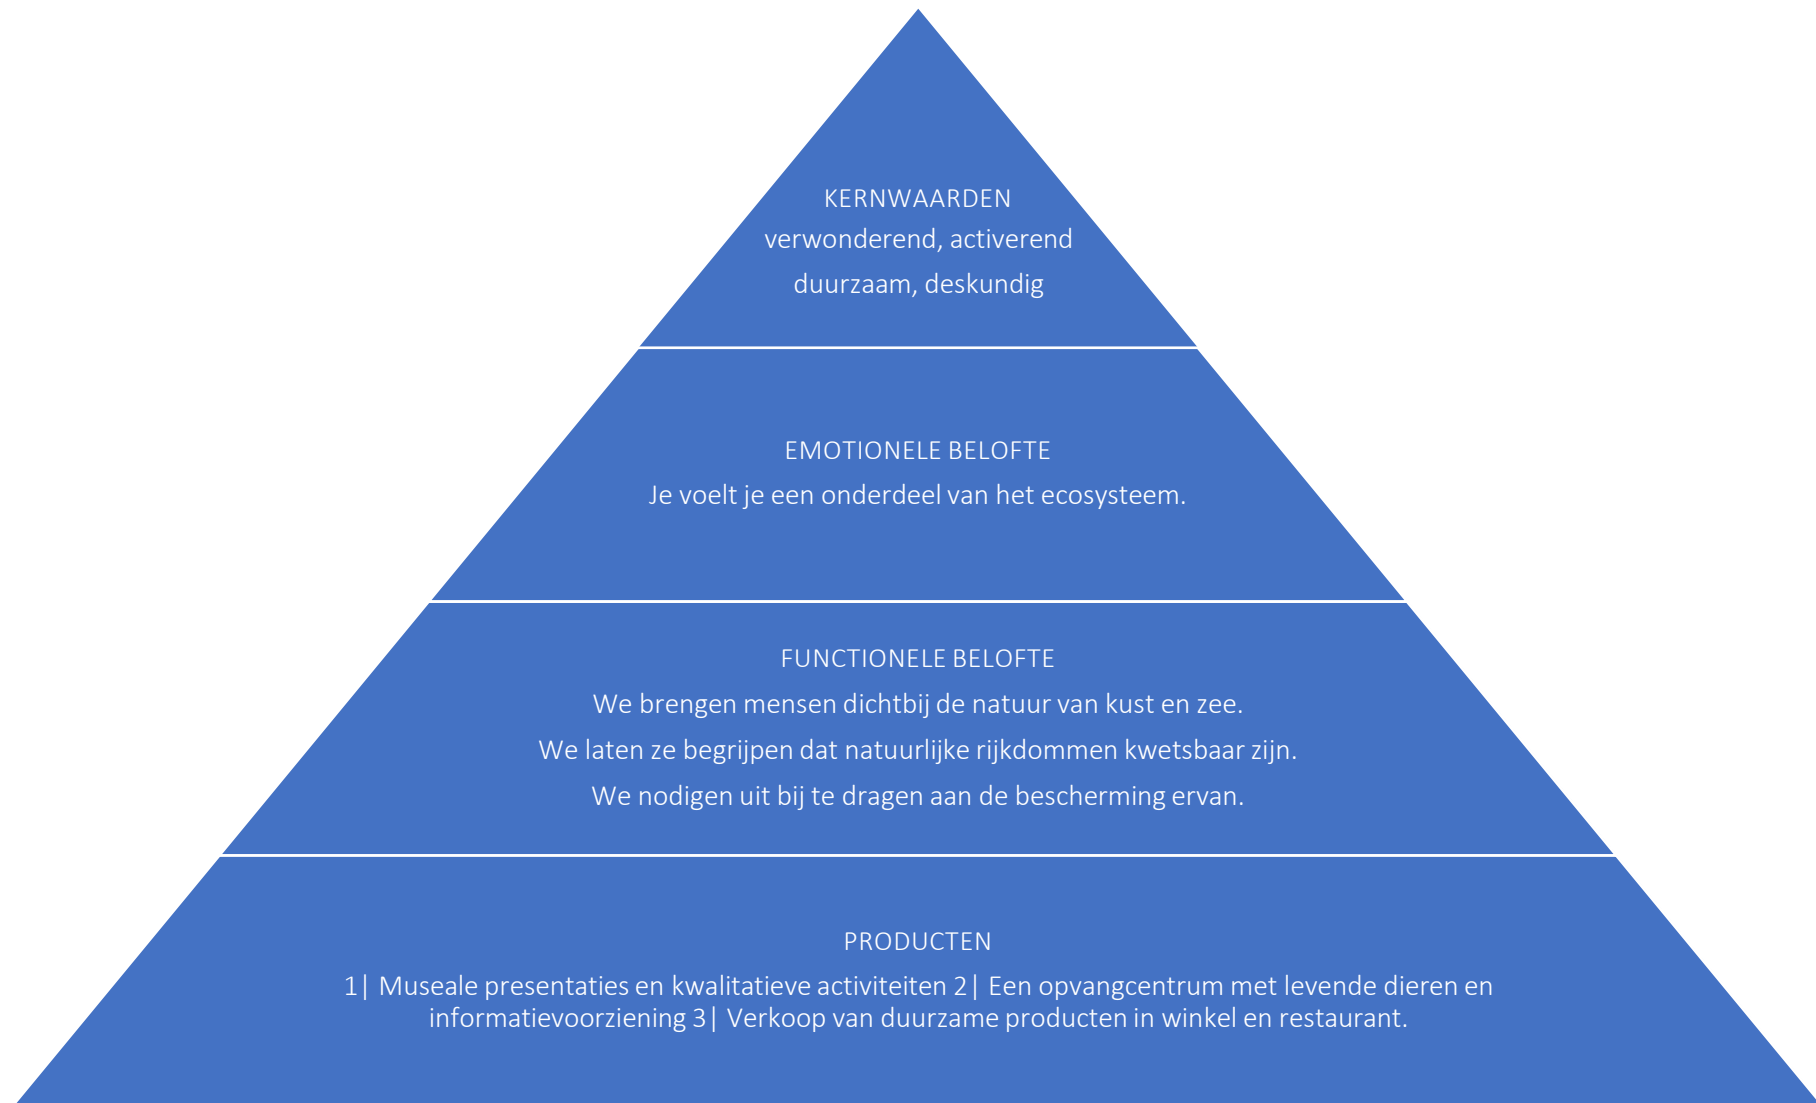 KERNWAARDEN
verwonderend, activerend
duurzaam, deskundig
EMOTIONELE BELOFTE
Je voelt je een onderdeel van het ecosysteem.
FUNCTIONELE BELOFTE
We brengen mensen dichtbij de natuur van kust en zee.
We laten ze begrijpen dat natuurlijke rijkdommen kwetsbaar zijn.
We nodigen uit bij te dragen aan de bescherming ervan.
PRODUCTEN
1| Museale presentaties en kwalitatieve activiteiten 2| Een opvangcentrum met levende dieren en
informatievoorziening 3| Verkoop van duurzame producten in winkel en restaurant.